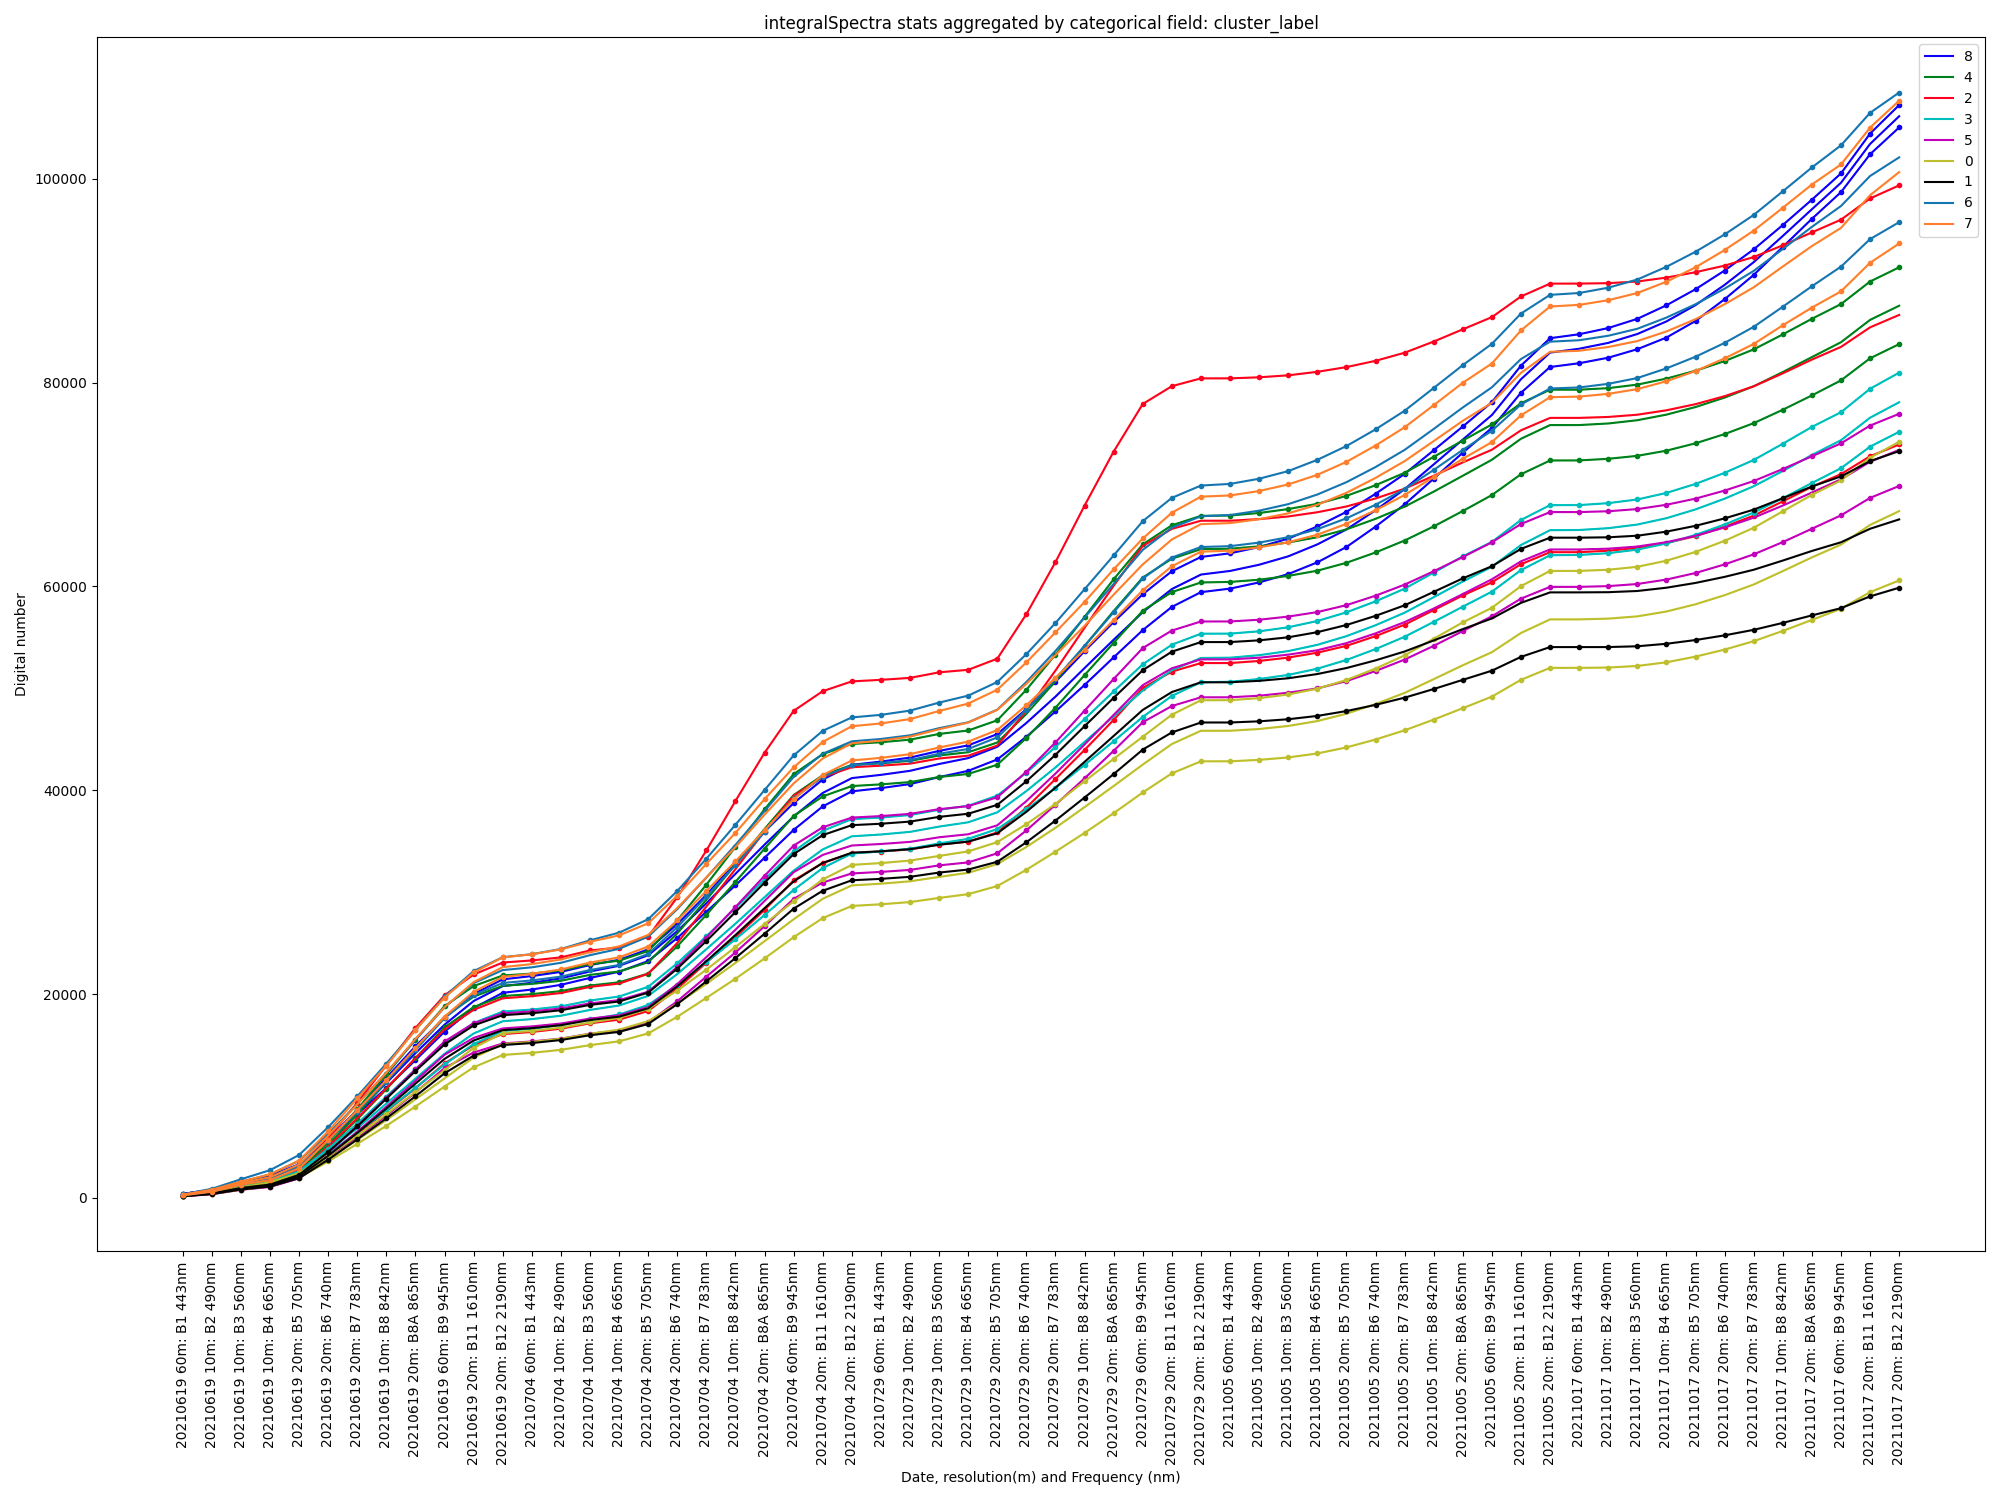 integralSpectra stats aggregated by categorical field: cluster_label
8
4
2
3
5
0
1
6
7
100000
80000
60000
40000
20000
0
Digital number
20210619 60m: B1 443nm
20210619 10m: B2 490nm
20210619 10m: B3 560nm
20210619 10m: B4 665nm
20210619 20m: B5 705nm
20210619 20m: B6 740nm
20210619 20m: B7 783nm
20210619 10m: B8 842nm
20210619 20m: B8A 865nm
20210619 60m: B9 945nm
20210619 20m: B11 1610nm
20210619 20m: B12 2190nm
20210704 60m: B1 443nm
20210704 10m: B2 490nm
20210704 10m: B3 560nm
20210704 10m: B4 665nm
20210704 20m: B5 705nm
20210704 20m: B6 740nm
20210704 20m: B7 783nm
20210704 10m: B8 842nm
20210704 20m: B8A 865nm
20210704 60m: B9 945nm
20210704 20m: B11 1610nm
20210704 20m: B12 2190nm
20210729 60m: B1 443nm
20210729 10m: B2 490nm
20210729 10m: B3 560nm
20210729 10m: B4 665nm
20210729 20m: B5 705nm
20210729 20m: B6 740nm
20210729 20m: B7 783nm
20210729 10m: B8 842nm
20210729 20m: B8A 865nm
20210729 60m: B9 945nm
20210729 20m: B11 1610nm
20210729 20m: B12 2190nm
20211005 60m: B1 443nm
20211005 10m: B2 490nm
20211005 10m: B3 560nm
20211005 10m: B4 665nm
20211005 20m: B5 705nm
20211005 20m: B6 740nm
20211005 20m: B7 783nm
20211005 10m: B8 842nm
20211005 20m: B8A 865nm
20211005 60m: B9 945nm
20211005 20m: B11 1610nm
20211005 20m: B12 2190nm
20211017 60m: B1 443nm
20211017 10m: B2 490nm
20211017 10m: B3 560nm
20211017 10m: B4 665nm
20211017 20m: B5 705nm
20211017 20m: B6 740nm
20211017 20m: B7 783nm
20211017 10m: B8 842nm
20211017 20m: B8A 865nm
20211017 60m: B9 945nm
20211017 20m: B11 1610nm
20211017 20m: B12 2190nm
Date, resolution(m) and Frequency (nm)